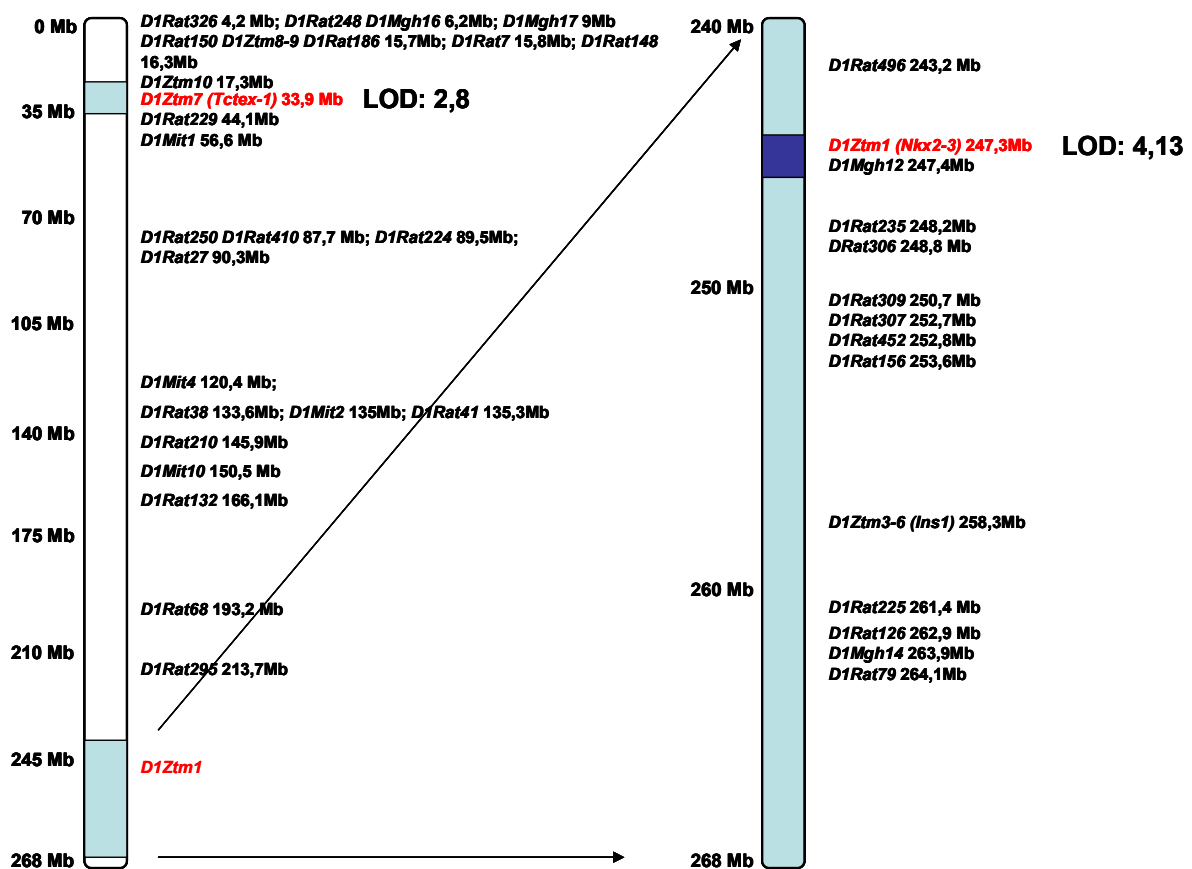 0 Mb
35 Mb
70 Mb
105 Mb
140 Mb
175 Mb
210 Mb
245 Mb
268 Mb
D1Rat326 4,2 Mb; D1Rat248 D1Mgh16 6,2Mb; D1Mgh17 9Mb
D1Rat150 D1Ztm8-9 D1Rat186 15,7Mb; D1Rat7 15,8Mb; D1Rat148
16,3Mb
D1Ztm10 17,3Mb
D1Ztm7 (Tctex-1) 33,9 Mb LOD: 2,8
D1Rat229 44,1Mb
D1Mit1 56,6 Mb
D1Rat250 D1Rat410 87,7 Mb; D1Rat224 89,5Mb;
D1Rat27 90,3Mb
D1Mit4 120,4 Mb;
D1Rat38 133,6Mb; D1Mit2 135Mb; D1Rat41 135,3Mb
D1Rat210 145,9Mb
D1Mit10 150,5 Mb
D1Rat132 166,1Mb
D1Rat68 193,2 Mb
D1Rat295 213,7Mb
D1Ztm1
240 Mb
250 Mb
260 Mb
268 Mb
D1Rat496 243,2 Mb
D1Ztm1 (Nkx2-3) 247,3Mb LOD: 4,13
D1Mgh12 247,4Mb
D1Rat235 248,2Mb
DRat306 248,8 Mb
D1Rat309 250,7 Mb
D1Rat307 252,7Mb
D1Rat452 252,8Mb
D1Rat156 253,6Mb
D1Ztm3-6 (Ins1) 258,3Mb
D1Rat225 261,4 Mb
D1Rat126 262,9 Mb
D1Mgh14 263,9Mb
D1Rat79 264,1Mb